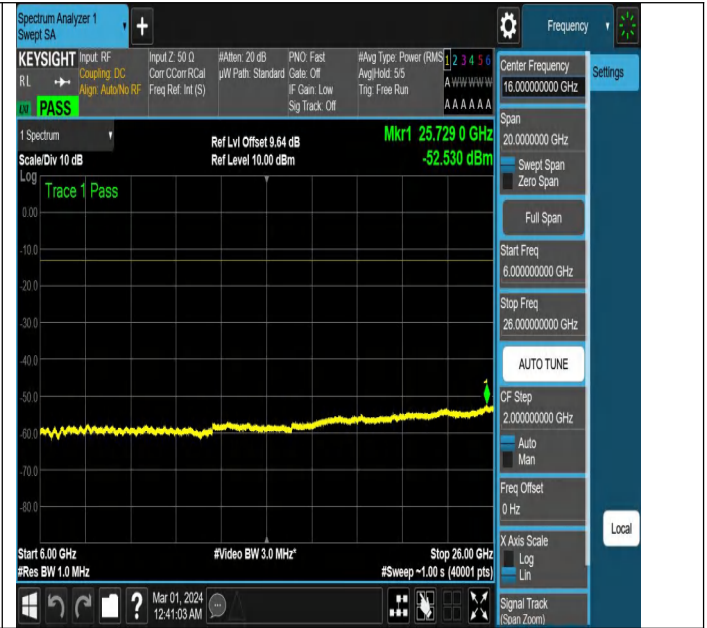 Spectrum Analyzer 1
Swept SA
+
Frequency
KEYSIGHT
RL
LXI
PASS
Input: RF
Coupling: DC
Align: Auto/No RF
Input Z: 50 Ω
Corr CCorr RCal
Freq Ref: Int (S)
#Atten: 20 dB
µW Path: Standard
PNO: Fast
Gate: Off
IF Gain: Low
Sig Track: Off
#Avg Type: Power (RMS
Avg|Hold: 5/5
Trig: Free Run
1 2 3 4 5 6
A W W W W W
A A A A A A
1 Spectrum
Scale/Div 10 dB
Ref Lvl Offset 9.64 dB
Ref Level 10.00 dBm
Mkr1 25.729 0 GHz
-52.530 dBm
Log
Trace 1 Pass
0.00
-10.0
-20.0
-30.0
-40.0
-50.0
-60.0
-70.0
-80.0
1
Start 6.00 GHz
#Res BW 1.0 MHz
#Video BW 3.0 MHz*
Stop 26.00 GHz
#Sweep ~1.00 s (40001 pts)
Center Frequency
16.000000000 GHz
Settings
Span
20.0000000 GHz
Swept Span
Zero Span
Full Span
Start Freq
6.000000000 GHz
Stop Freq
26.000000000 GHz
AUTO TUNE
CF Step
2.000000000 GHz
Auto
Man
Freq Offset
0 Hz
X Axis Scale
Log
Lin
Local
Signal Track
(Span Zoom)
?
Mar 01, 2024
12:41:03 AM